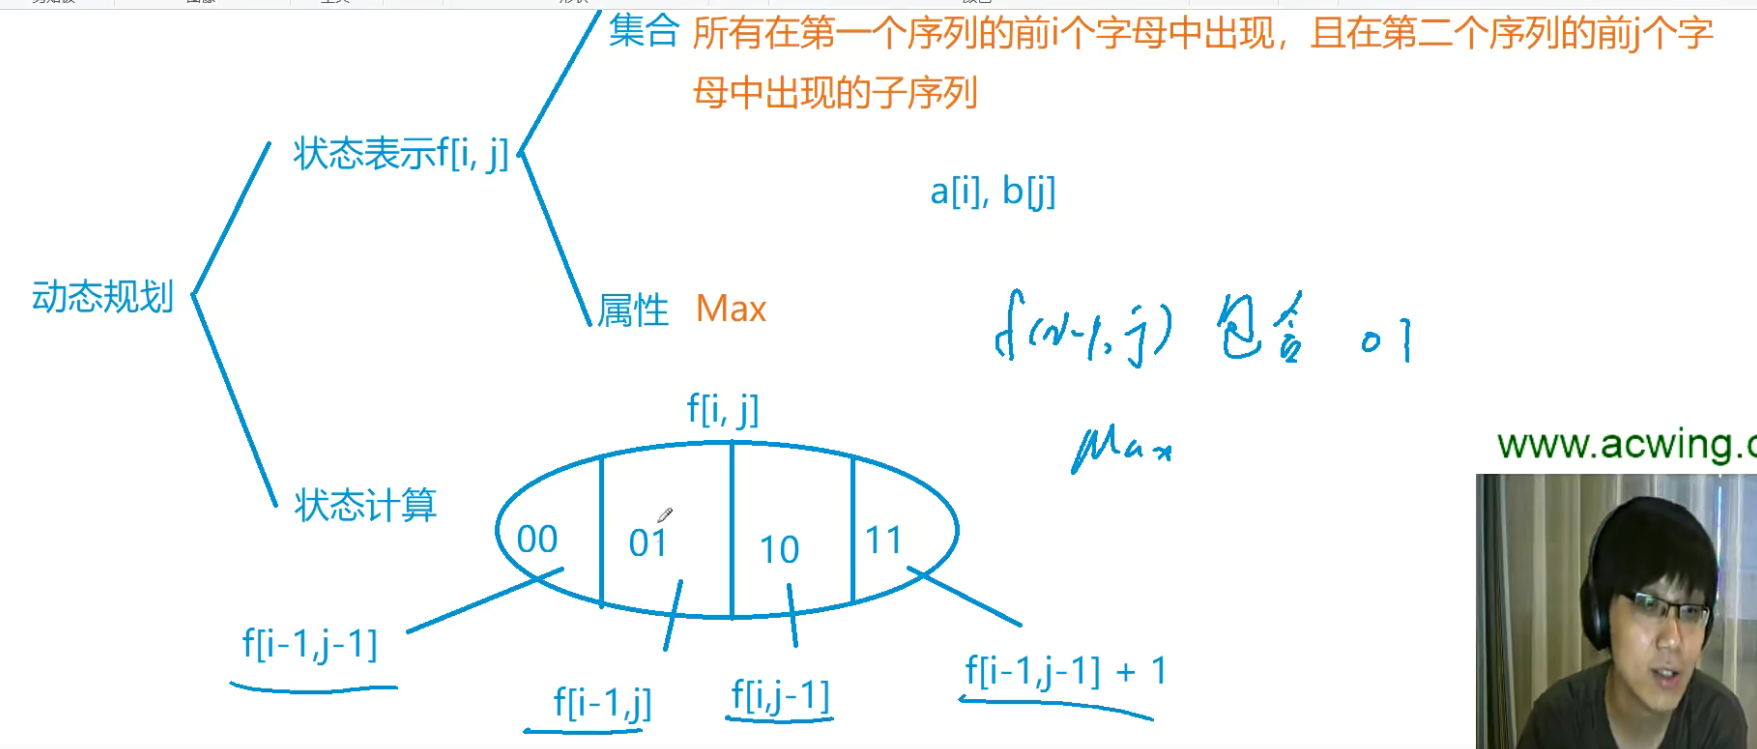 集合 所有在第一个序列的前i个字母中出现，且在第二个序列的前j个字
母中出现的子序列
状态表示f[i, j]
a[i], b[j]
动态规划
属性 Max
f(i-1, j) 包含 01
f[i, j]
Max
www.acwing.c
状态计算
00 01 10 11
f[i-1,j-1]
f[i-1,j]
f[i,j-1]
f[i-1,j-1] + 1